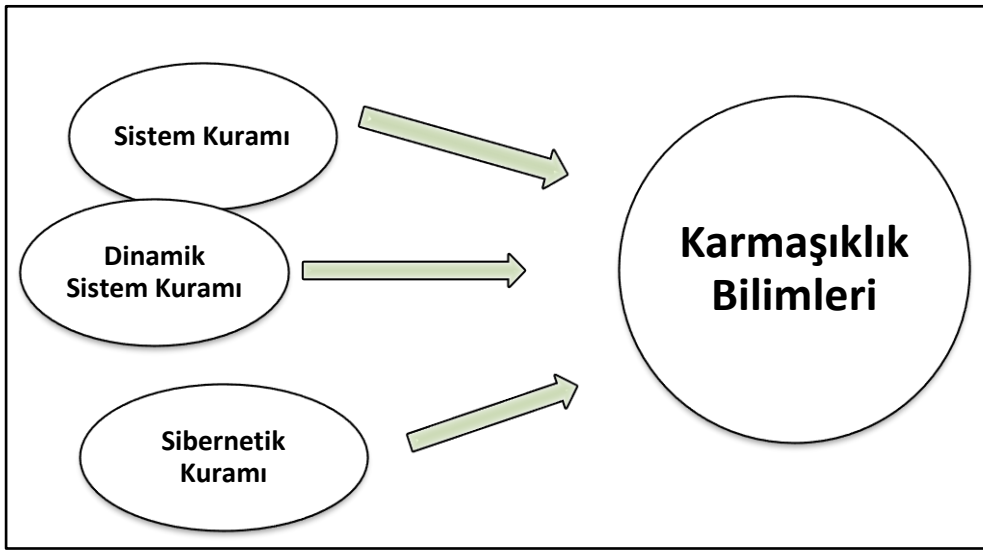 Sistem Kuramı
Dinamik
Sistem Kuramı
Sibernetik
Kuramı
Karmaşıklık
Bilimleri